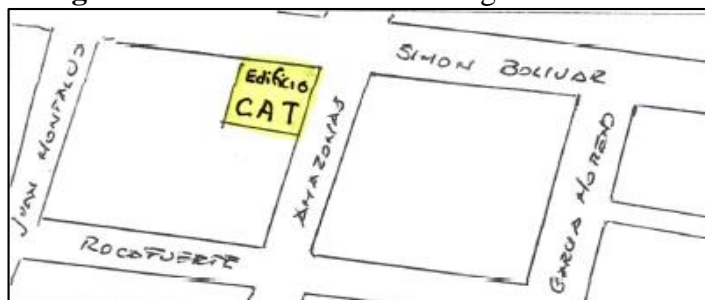 SIMON BOLIVAR
Edificio
CAT
JUAN MONTALVO
AMAZONAS
GARCIA MORENO
ROCAFUERTE